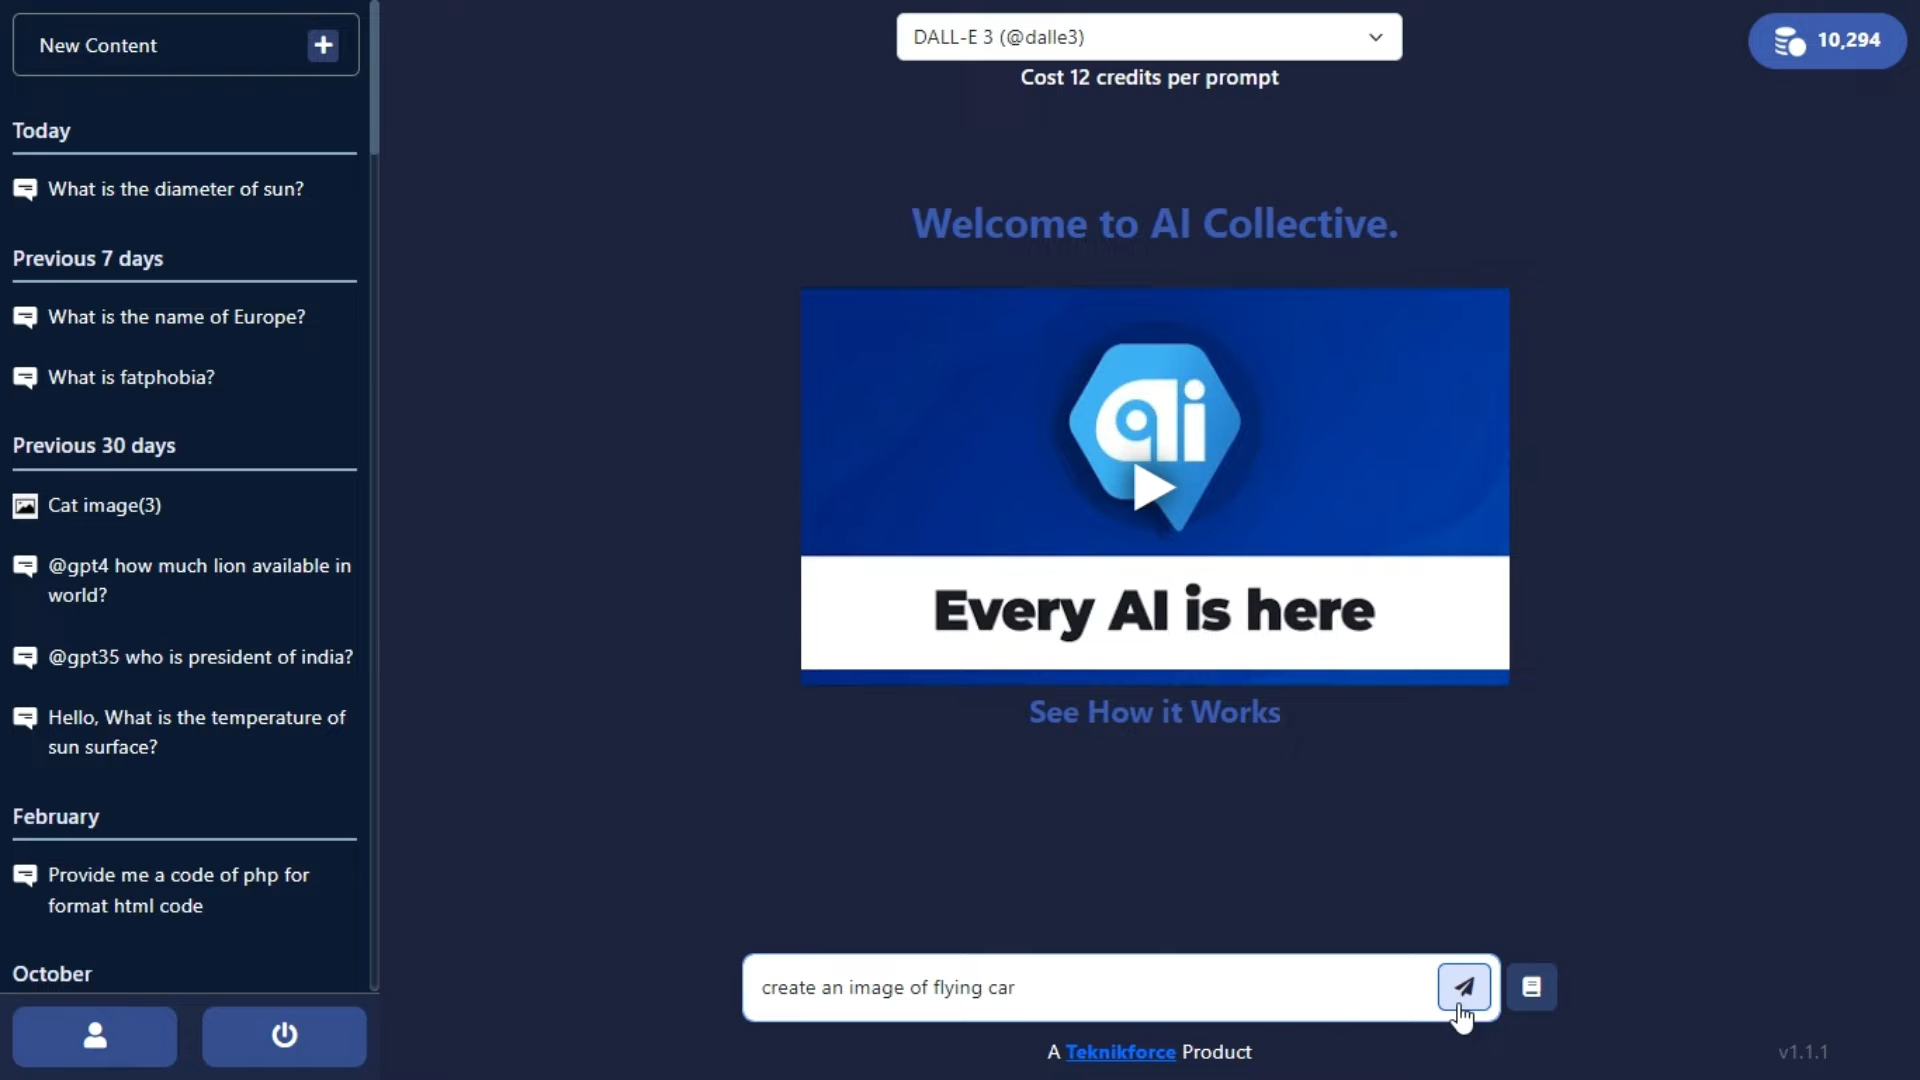 New Content
Today
What is the diameter of sun?
Previous 7 days
What is the name of Europe?
What is fatphobia?
Previous 30 days
Cat image(3)
@gpt4 how much lion available in
world?
@gpt35 who is president of india?
Hello, What is the temperature of
sun surface?
February
Provide me a code of php for
format html code
October
DALL-E 3 (@dalle3)
Cost 12 credits per prompt
10,294
Welcome to AI Collective.
ai
Every AI is here
See How it Works
create an image of flying car
A Teknikforce Product
v1.1.1